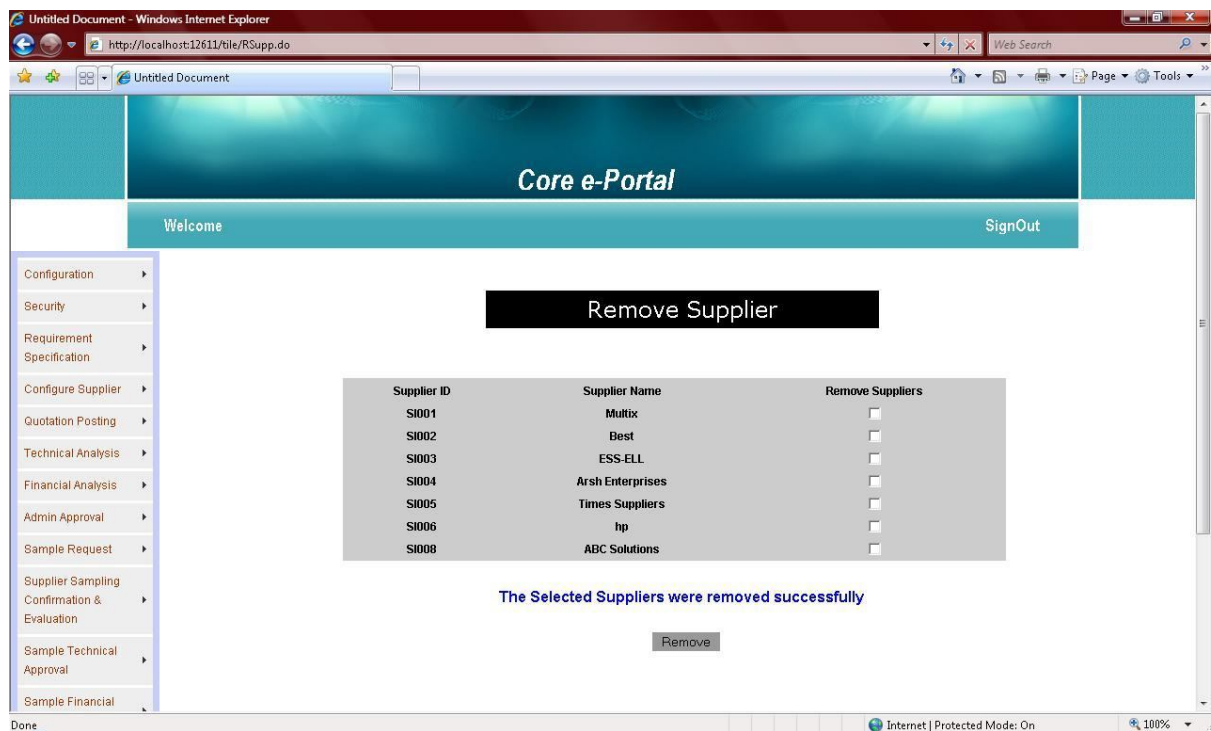 Untitled Document - Windows Internet Explorer
http://localhost:12611/tile/RSupp.do
Web Search
Untitled Document
Page
Tools
Core e-Portal
Welcome
SignOut
Configuration
Security
Requirement
Specification
Configure Supplier
Quotation Posting
Technical Analysis
Financial Analysis
Admin Approval
Sample Request
Supplier Sampling
Confirmation &
Evaluation
Sample Technical
Approval
Sample Financial
Remove Supplier
Supplier ID Supplier Name Remove Suppliers
SI001 Multix
SI002 Best
SI003 ESS-ELL
SI004 Arsh Enterprises
SI005 Times Suppliers
SI006 hp
SI008 ABC Solutions
The Selected Suppliers were removed successfully
Remove
Done
Internet | Protected Mode: On
100%